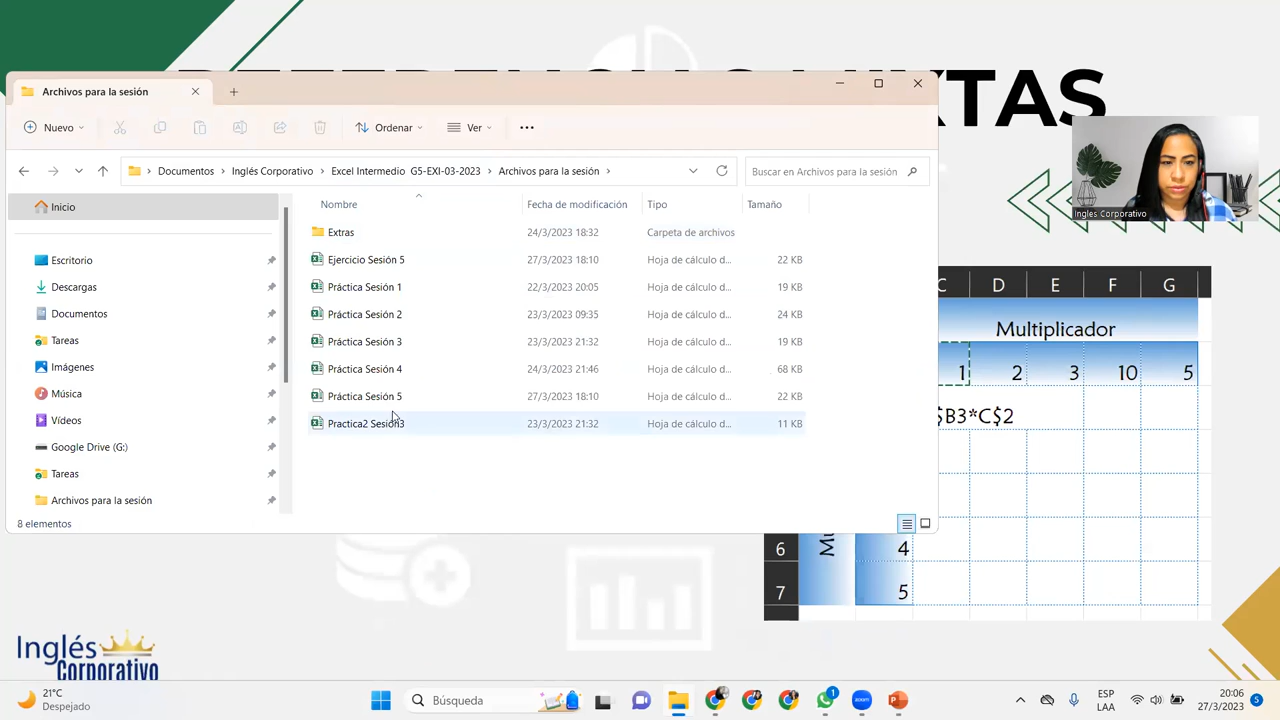 XTAS
Archivos para la sesión
Nuevo
Ordenar
Ver
Documentos
Inglés Corporativo
Excel Intermedio G5-EXI-03-2023
Archivos para la sesión
Buscar en Archivos para la sesión
Inicio
Nombre
Fecha de modificación
Tipo
Tamaño
Extras
24/3/2023 18:32
Carpeta de archivos
Ejercicio Sesión 5
27/3/2023 18:10
Hoja de cálculo d...
22 KB
Práctica Sesión 1
22/3/2023 20:05
Hoja de cálculo d...
19 KB
Práctica Sesión 2
23/3/2023 09:35
Hoja de cálculo d...
24 KB
Práctica Sesión 3
23/3/2023 21:32
Hoja de cálculo d...
19 KB
Práctica Sesión 4
24/3/2023 21:46
Hoja de cálculo d...
68 KB
Práctica Sesión 5
27/3/2023 18:10
Hoja de cálculo d...
22 KB
Practica2 Sesion3
23/3/2023 21:32
Hoja de cálculo d...
11 KB
Escritorio
Descargas
Documentos
Tareas
Imágenes
Música
Vídeos
Google Drive (G:)
Tareas
Archivos para la sesión
8 elementos
Ingles Corporativo
C D E F G
Multiplicador
1 2 3 10 5
$B3*C$2
6 4
7 5
Inglés
Corporativo
21°C
Despejado
Búsqueda
1
zoom
ESP
LAA
20:06
27/3/2023
5